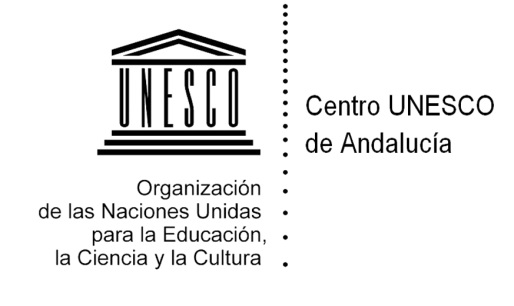 UNESCO
Organización
de las Naciones Unidas
para la Educación,
la Ciencia y la Cultura
Centro UNESCO
de Andalucía